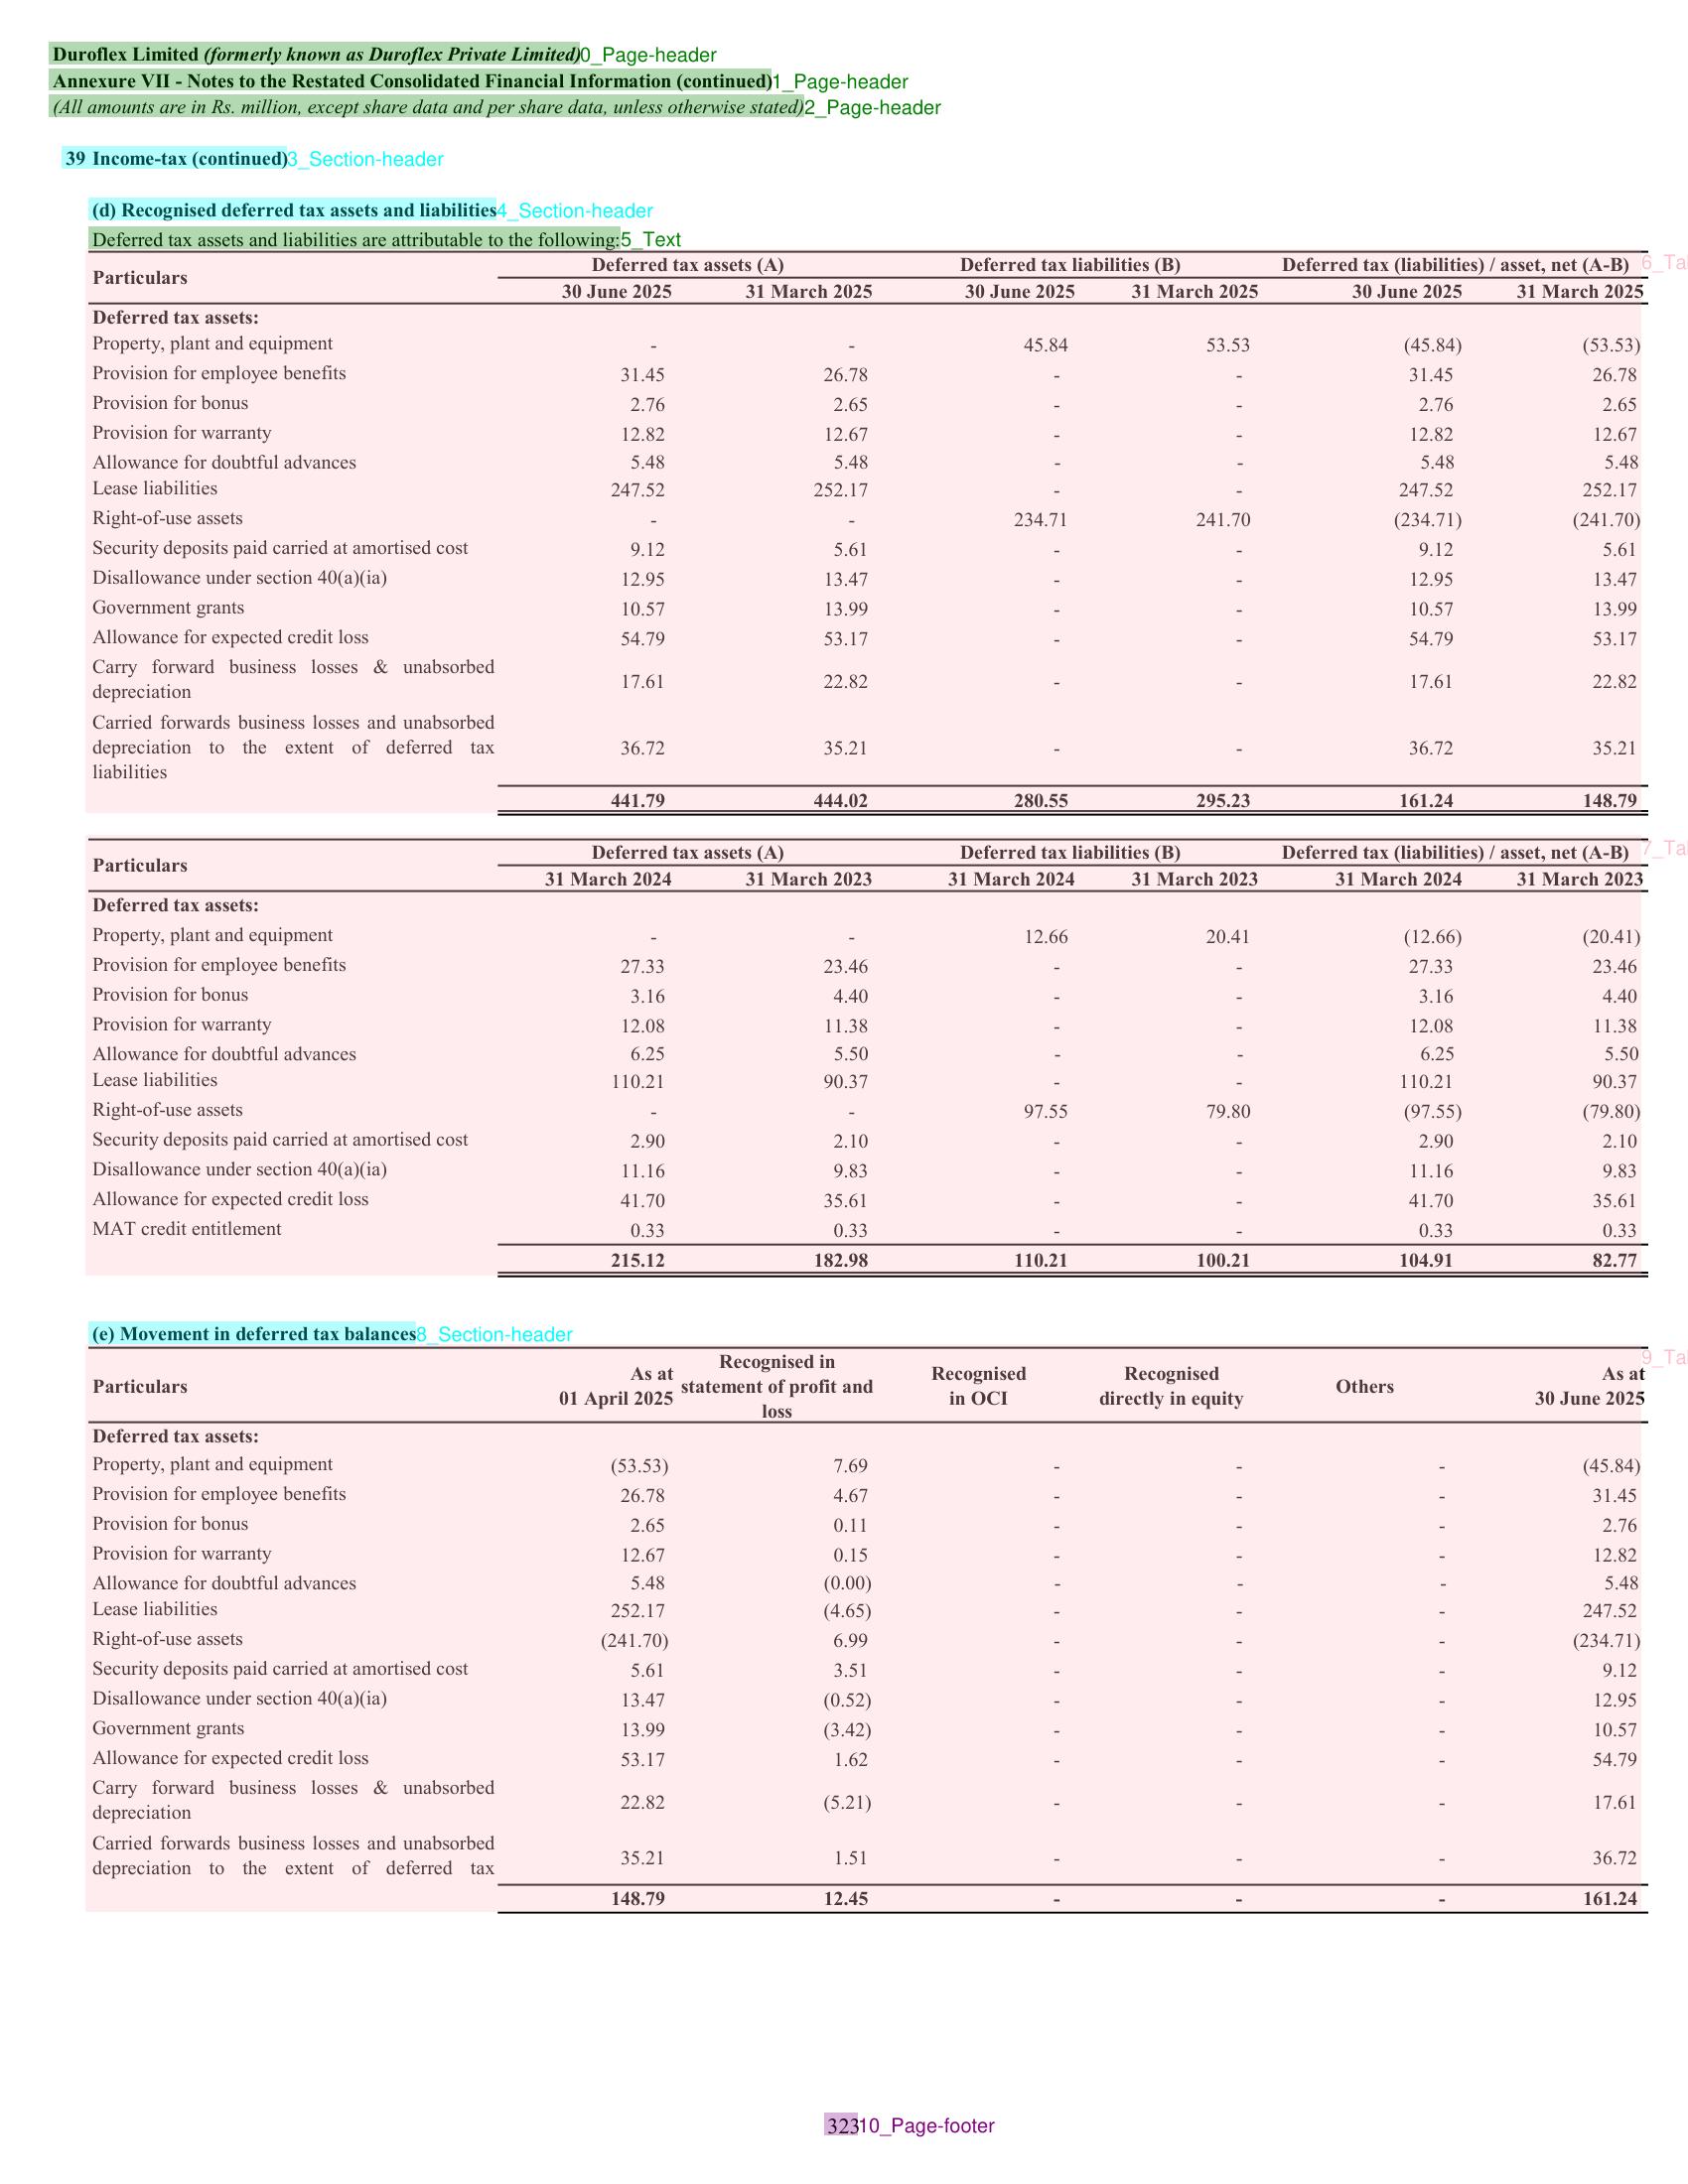 Duroflex Limited (formerly known as Duroflex Private Limited)0_Page-header
Annexure VII - Notes to the Restated Consolidated Financial Information (continued)1_Page-header
(All amounts are in Rs. million, except share data and per share data, unless otherwise stated)2_Page-header
39 Income-tax (continued)3_Section-header
(d) Recognised deferred tax assets and liabilities4_Section-header
Deferred tax assets and liabilities are attributable to the following:5_Text
Particulars Deferred tax assets (A) Deferred tax liabilities (B) Deferred tax (liabilities) / asset, net (A-B) 6_Tal
30 June 2025 31 March 2025 30 June 2025 31 March 2025 30 June 2025 31 March 2025
Deferred tax assets:
Property, plant and equipment - - 45.84 53.53 (45.84) (53.53)
Provision for employee benefits 31.45 26.78 - - 31.45 26.78
Provision for bonus 2.76 2.65 - - 2.76 2.65
Provision for warranty 12.82 12.67 - - 12.82 12.67
Allowance for doubtful advances 5.48 5.48 - - 5.48 5.48
Lease liabilities 247.52 252.17 - - 247.52 252.17
Right-of-use assets - - 234.71 241.70 (234.71) (241.70)
Security deposits paid carried at amortised cost 9.12 5.61 - - 9.12 5.61
Disallowance under section 40(a)(ia) 12.95 13.47 - - 12.95 13.47
Government grants 10.57 13.99 - - 10.57 13.99
Allowance for expected credit loss 54.79 53.17 - - 54.79 53.17
Carry forward business losses & unabsorbed
depreciation 17.61 22.82 - - 17.61 22.82
Carried forwards business losses and unabsorbed
depreciation to the extent of deferred tax 36.72 35.21 - - 36.72 35.21
liabilities
441.79 444.02 280.55 295.23 161.24 148.79
Particulars Deferred tax assets (A) Deferred tax liabilities (B) Deferred tax (liabilities) / asset, net (A-B) 7_Tal
31 March 2024 31 March 2023 31 March 2024 31 March 2023 31 March 2024 31 March 2023
Deferred tax assets:
Property, plant and equipment - - 12.66 20.41 (12.66) (20.41)
Provision for employee benefits 27.33 23.46 - - 27.33 23.46
Provision for bonus 3.16 4.40 - - 3.16 4.40
Provision for warranty 12.08 11.38 - - 12.08 11.38
Allowance for doubtful advances 6.25 5.50 - - 6.25 5.50
Lease liabilities 110.21 90.37 - - 110.21 90.37
Right-of-use assets - - 97.55 79.80 (97.55) (79.80)
Security deposits paid carried at amortised cost 2.90 2.10 - - 2.90 2.10
Disallowance under section 40(a)(ia) 11.16 9.83 - - 11.16 9.83
Allowance for expected credit loss 41.70 35.61 - - 41.70 35.61
MAT credit entitlement 0.33 0.33 - - 0.33 0.33
215.12 182.98 110.21 100.21 104.91 82.77
(e) Movement in deferred tax balances8_Section-header
Particulars As at 01 April 2025 Recognised in statement of profit and loss Recognised in OCI Recognised directly in equity Others As at 30 June 2025 9_Tal
Deferred tax assets:
Property, plant and equipment (53.53) 7.69 - - - (45.84)
Provision for employee benefits 26.78 4.67 - - - 31.45
Provision for bonus 2.65 0.11 - - - 2.76
Provision for warranty 12.67 0.15 - - - 12.82
Allowance for doubtful advances 5.48 (0.00) - - - 5.48
Lease liabilities 252.17 (4.65) - - - 247.52
Right-of-use assets (241.70) 6.99 - - - (234.71)
Security deposits paid carried at amortised cost 5.61 3.51 - - - 9.12
Disallowance under section 40(a)(ia) 13.47 (0.52) - - - 12.95
Government grants 13.99 (3.42) - - - 10.57
Allowance for expected credit loss 53.17 1.62 - - - 54.79
Carry forward business losses & unabsorbed
depreciation 22.82 (5.21) - - - 17.61
Carried forwards business losses and unabsorbed
depreciation to the extent of deferred tax 35.21 1.51 - - - 36.72
148.79 12.45 - - - 161.24
32310_Page-footer